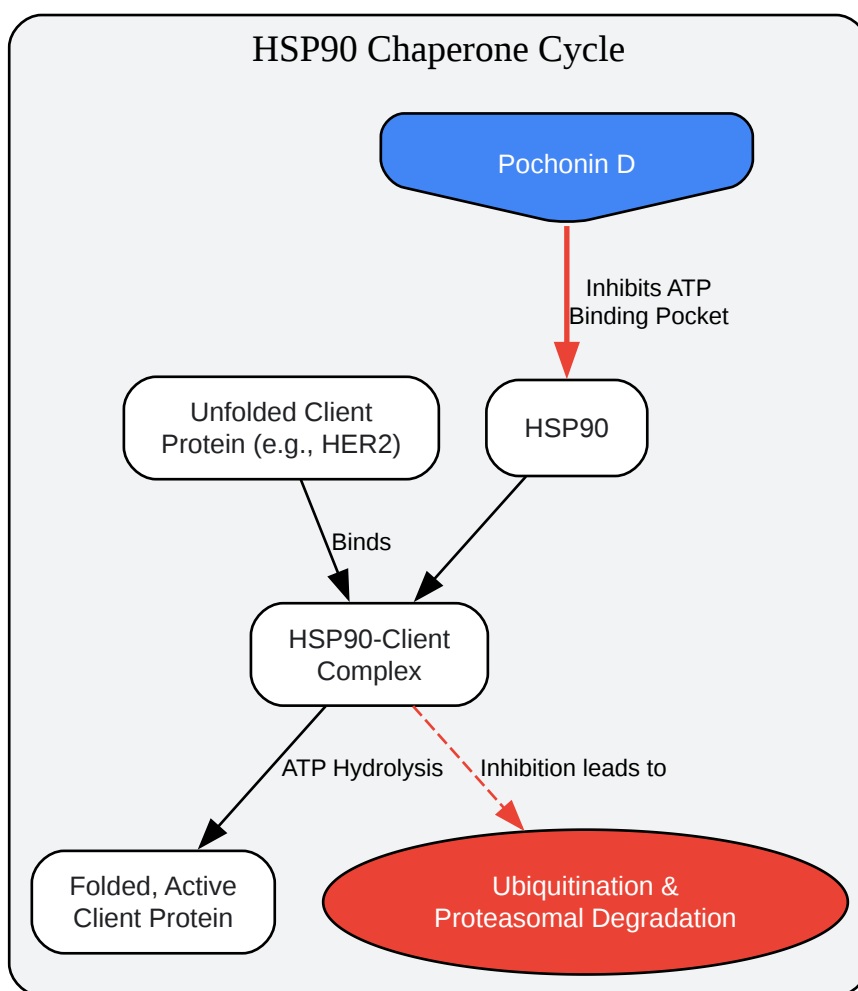 HSP90 Chaperone Cycle
Pochonin D
Inhibits ATP
Binding Pocket
Unfolded Client
Protein (e.g., HER2)
HSP90
Binds
HSP90-Client
Complex
ATP Hydrolysis
Inhibition leads to
Folded, Active
Client Protein
Ubiquitination &
Proteasomal Degradation